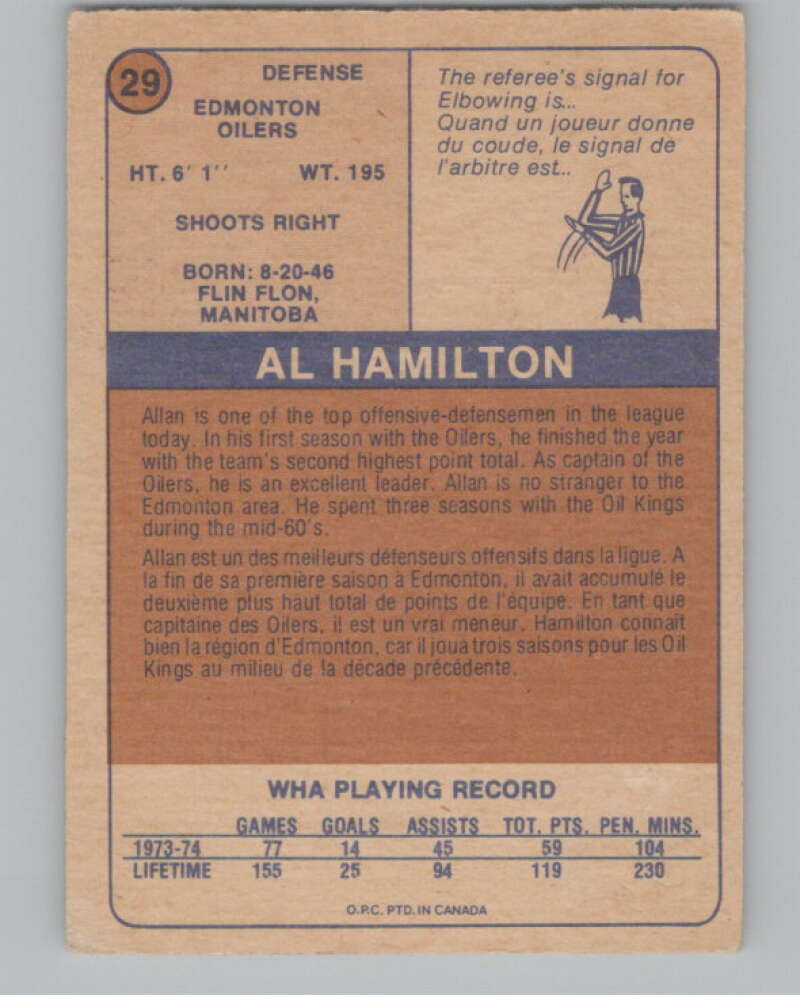 29
DEFENSE
EDMONTON
OILERS
HT. 6' 1'' WT. 195
SHOOTS RIGHT
BORN: 8-20-46
FLIN FLON,
MANITOBA
The referee's signal for
Elbowing is...
Quand un joueur donne
du coude, le signal de
l'arbitre est..
AL HAMILTON
Allan is one of the top offensive-defensemen in the league
today. In his first season with the Oilers, he finished the year
with the team's second highest point total. As captain of the
Oilers, he is an excellent leader. Allan is no stranger to the
Edmonton area. He spent three seasons with the Oil Kings
during the mid-60's.
Allan est un des meilleurs défenseurs offensifs dans la ligue. A
la fin de sa première saison à Edmonton, il avait accumulé le
deuxième plus haut total de points de l'équipe. En tant que
capitaine des Oilers, il est un vrai meneur. Hamilton connaît
bien la région d'Edmonton, car il joua trois saisons pour les Oil
Kings au milieu de la décade précédente.
WHA PLAYING RECORD
GAMES GOALS ASSISTS TOT. PTS. PEN. MINS.
1973-74 77 14 45 59 104
LIFETIME 155 25 94 119 230
O.P.C. PTD. IN CANADA